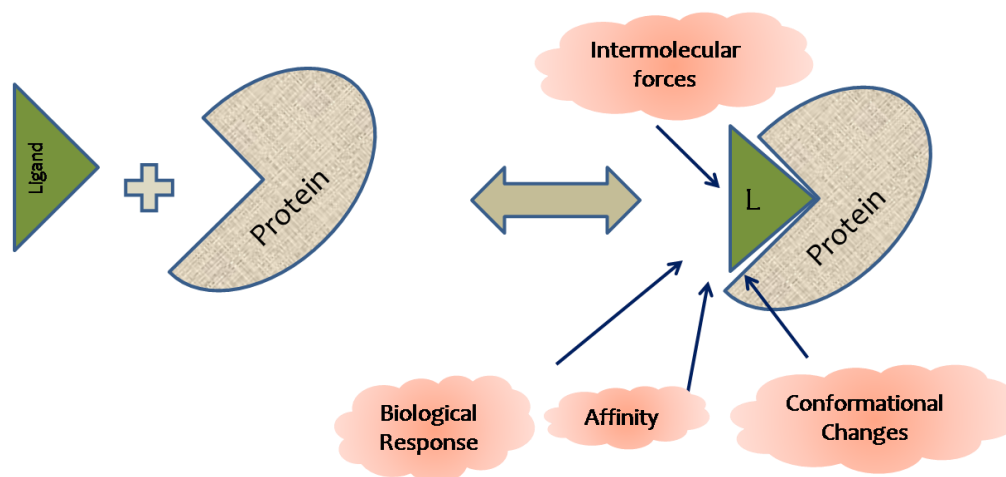 Ligand
Protein
Intermolecular
forces
L
Protein
Biological
Response
Affinity
Conformational
Changes